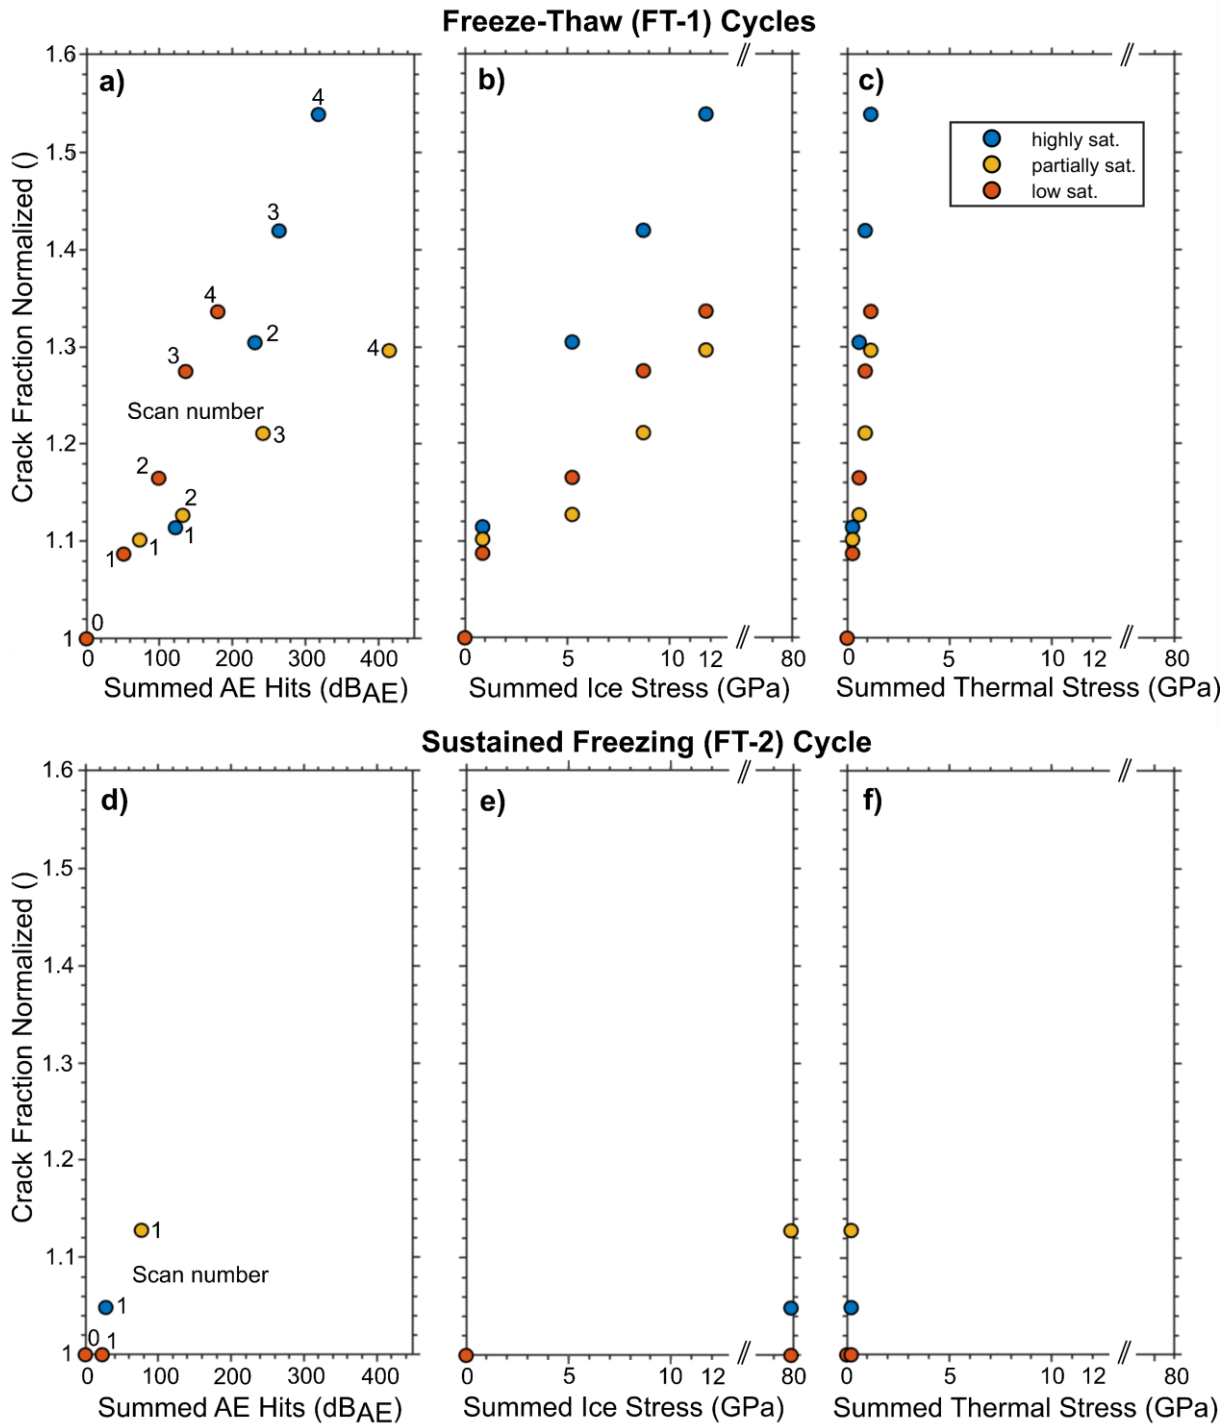 Freeze-Thaw (FT-1) Cycles
a)
b)
c)
highly sat.
partially sat.
low sat.
Crack Fraction Normalized ()
1.6
1.5
1.4
1.3
1.2
1.1
1
4
3
4
2
4
3
Scan number
3
2
2
1
1
1
0
0 100 200 300 400
Summed AE Hits (dBAE)
0 5 10 12 // 80
Summed Ice Stress (GPa)
0 5 10 12 // 80
Summed Thermal Stress (GPa)
Sustained Freezing (FT-2) Cycle
d)
e)
f)
Crack Fraction Normalized ()
1.6
1.5
1.4
1.3
1.2
1.1
1
1
Scan number
1
0 1
0 100 200 300 400
Summed AE Hits (dBAE)
0 5 10 12 // 80
Summed Ice Stress (GPa)
0 5 10 12 // 80
Summed Thermal Stress (GPa)